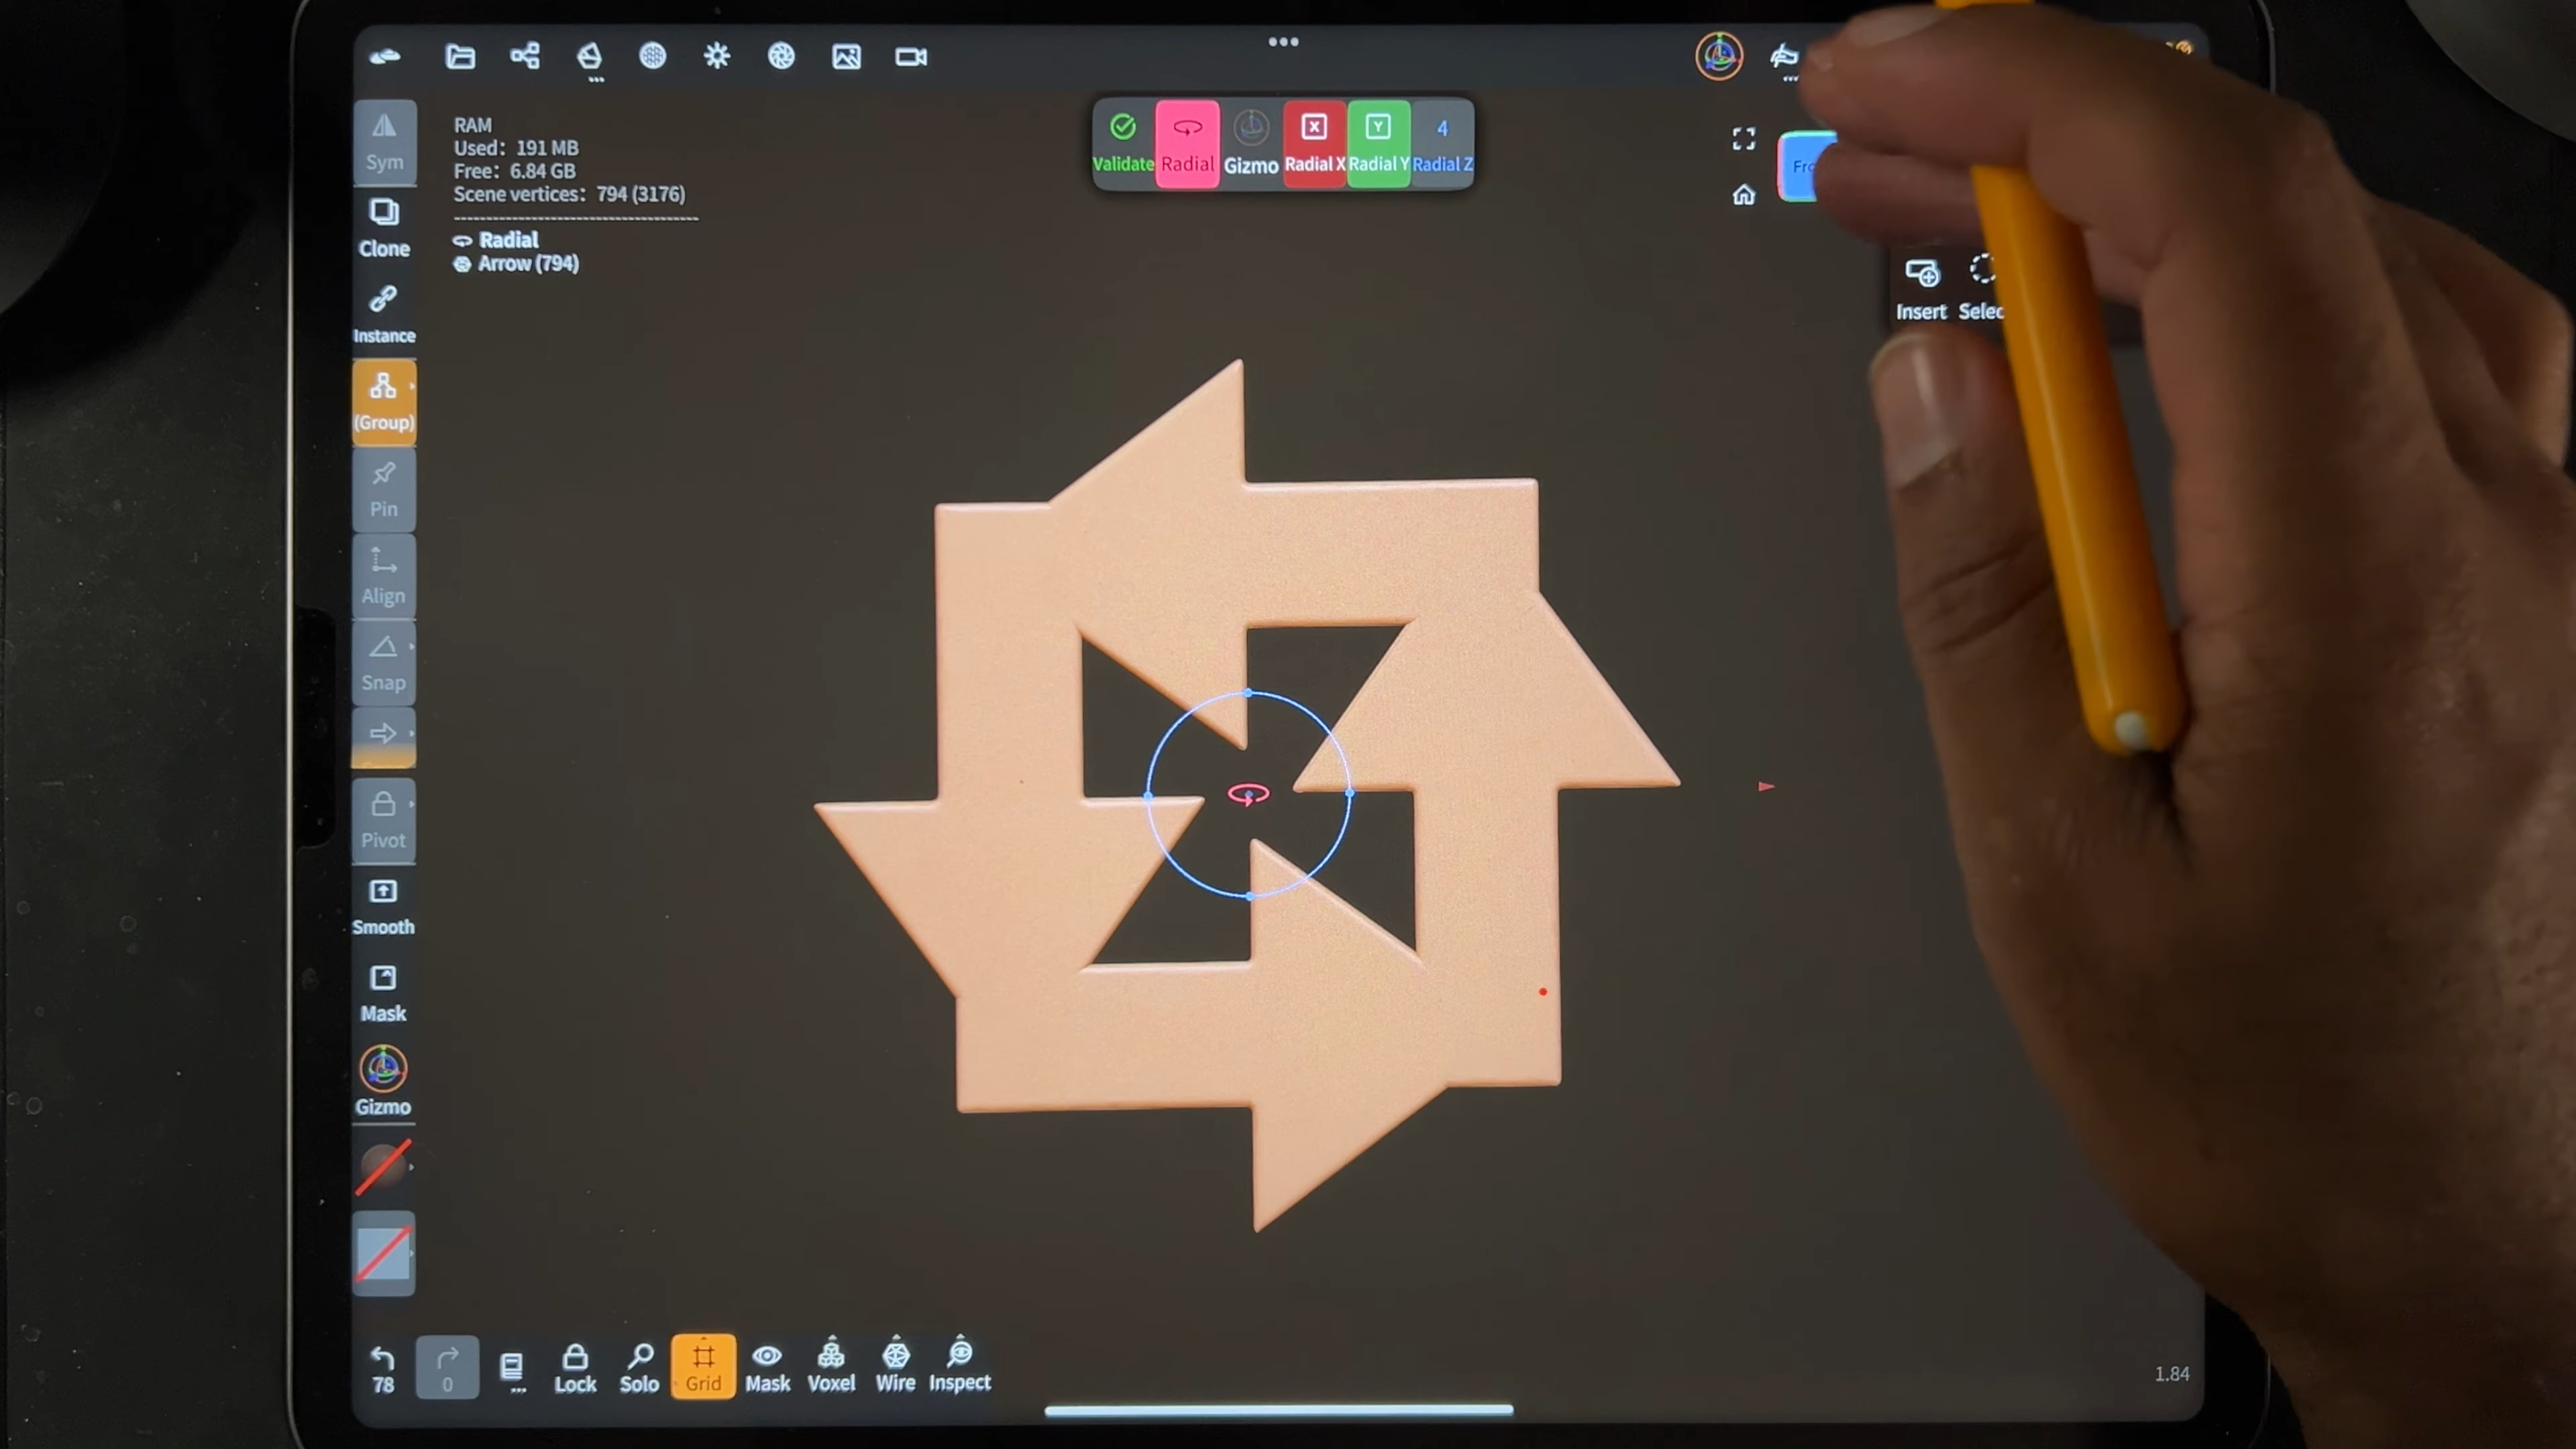 RAM
Used: 191 MB
Free: 6.84 GB
Scene vertices: 794 (3176)
Radial
Arrow (794)
Validate
Radial
Gizmo
X
Radial X
Y
Radial Y
4
Radial Z
Insert
Sym
Clone
Instance
(Group)
Pin
Align
Snap
Pivot
Smooth
Mask
Gizmo
78
0
Lock
Solo
Grid
Mask
Voxel
Wire
Inspect
1.84